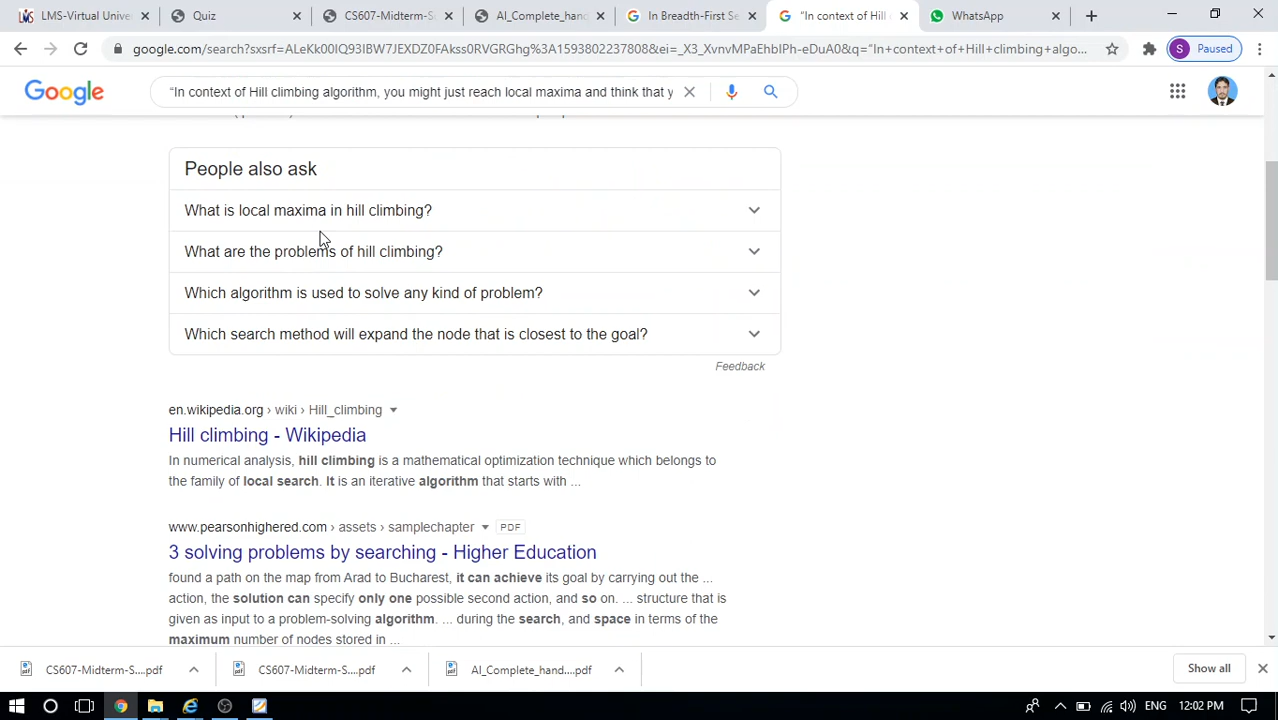 LMS-Virtual Univer
Quiz
CS607-Midterm-So
AI_Complete_hand
In Breadth-First Se
"In context of Hill c
WhatsApp
google.com/search?sxsrf=ALeKk00IQ93IBW7JEXDZ0FAkss0RVGRGhg%3A1593802237808&ei=_X3_XvnvMPaEhbIPh-eDuA0&q="In+context+of+Hill+climbing+algo...
S Paused
Google
"In context of Hill climbing algorithm, you might just reach local maxima and think that y
People also ask
What is local maxima in hill climbing?
What are the problems of hill climbing?
Which algorithm is used to solve any kind of problem?
Which search method will expand the node that is closest to the goal?
Feedback
en.wikipedia.org › wiki › Hill_climbing
Hill climbing - Wikipedia
In numerical analysis, hill climbing is a mathematical optimization technique which belongs to
the family of local search. It is an iterative algorithm that starts with ...
www.pearsonhighered.com › assets › samplechapter PDF
3 solving problems by searching - Higher Education
found a path on the map from Arad to Bucharest, it can achieve its goal by carrying out the ...
action, the solution can specify only one possible second action, and so on. ... structure that is
given as input to a problem-solving algorithm. ... during the search, and space in terms of the
maximum number of nodes stored in ...
CS607-Midterm-S....pdf
CS607-Midterm-S....pdf
AI_Complete_hand....pdf
Show all
ENG
12:02 PM